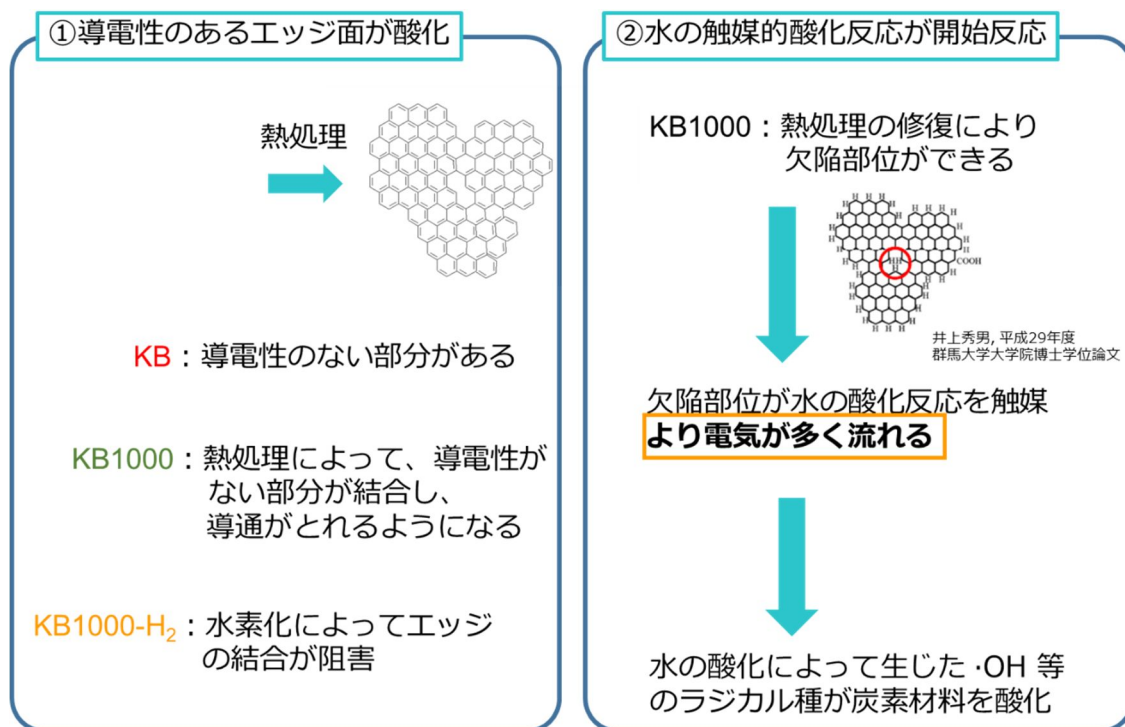 ①導電性のあるエッジ面が酸化
熱処理
KB：導電性のない部分がある
KB1000：熱処理によって、導電性が
ない部分が結合し、
導通がとれるようになる
KB1000-H₂：水素化によってエッジ
の結合が阻害
②水の触媒的酸化反応が開始反応
KB1000：熱処理の修復により
欠陥部位ができる
COOH
井上秀男, 平成29年度
群馬大学大学院博士学位論文
欠陥部位が水の酸化反応を触媒
より電気が多く流れる
水の酸化によって生じた ·OH 等
のラジカル種が炭素材料を酸化